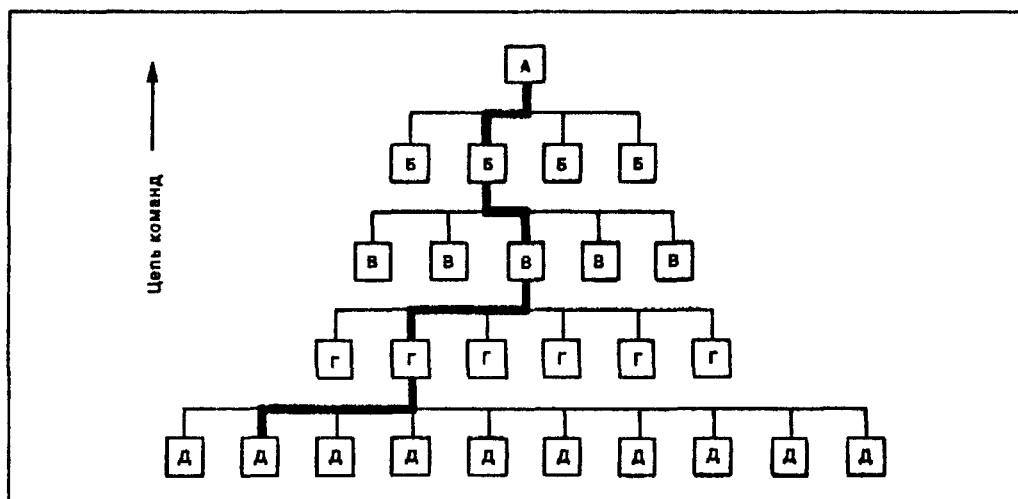 А
Б Б Б Б
Цепь команд
В В В В В
Г Г Г Г Г Г
Д Д Д Д Д Д Д Д Д Д